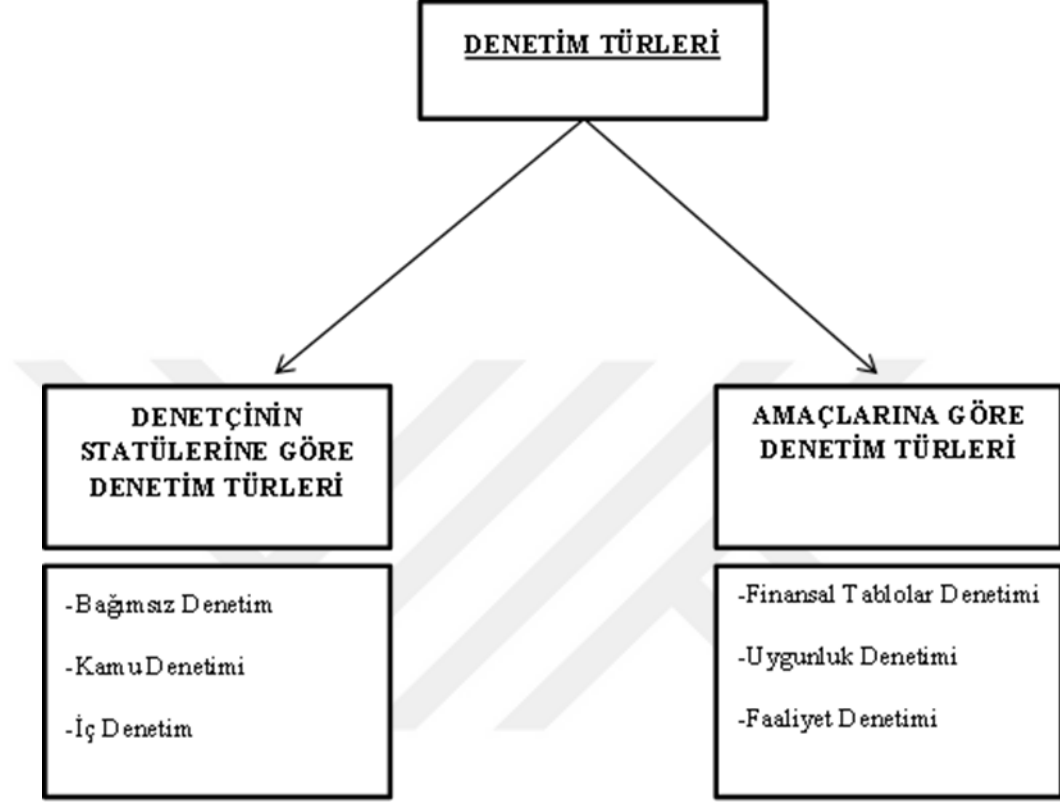 DENETİM TÜRLERİ
DENETÇİNİN
STATÜLERİNE GÖRE
DENETİM TÜRLERİ
-Bağımsız Denetim
-Kamu Denetimi
-İç Denetim
AMAÇLARINA GÖRE
DENETİM TÜRLERİ
-Finansal Tablolar Denetimi
-Uygunluk Denetimi
-Faaliyet Denetimi